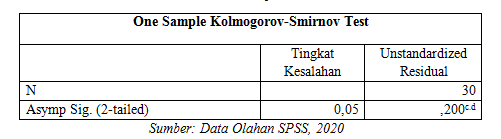 One Sample Kolmogorov-Smirnov Test
Tingkat Kesalahan Unstandardized Residual
N 30
Asymp Sig. (2-tailed) 0,05 ,200c.d
Sumber: Data Olahan SPSS, 2020